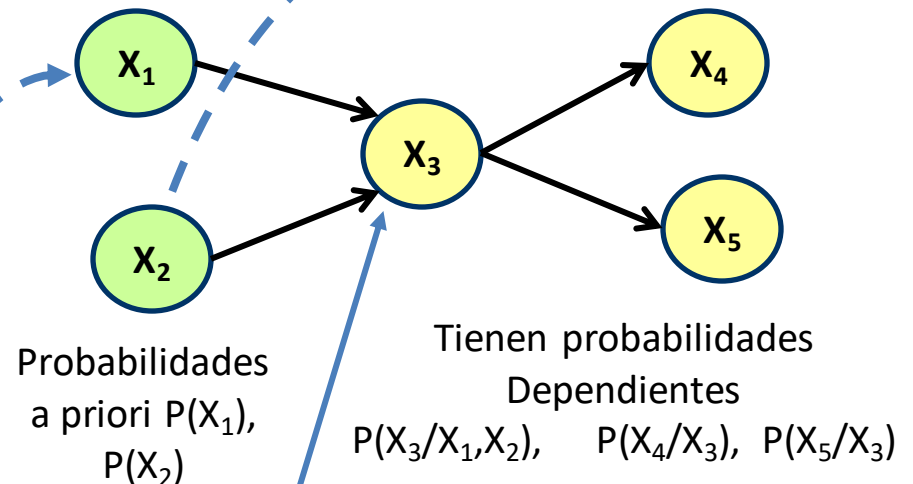 X₁
X₂
X₃
X₄
X₅
Probabilidades
a priori P(X₁),
P(X₂)
Tienen probabilidades
Dependientes
P(X₃/X₁,X₂), P(X₄/X₃), P(X₅/X₃)